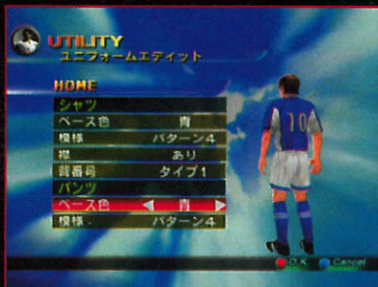 UTILITY
ユニフォームエディット
HOME
シャツ
ベース色 青
模様 パターン4
襟 あり
背番号 タイプ1
パンツ
ベース色 ◀ 青 ▶
模様 パターン4
10
O.K. Cancel